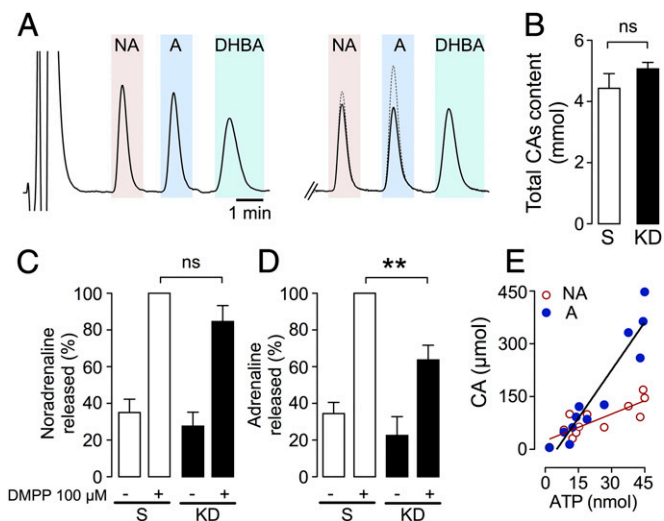 A
NA A DHBA
NA A DHBA
1 min
B
ns
Total CAs content
(mmol)
6
4
2
0
S KD
C
ns
Noradrenaline
released (%)
100
80
60
40
20
0
DMPP 100 µM - + - +
S KD
D
**
Adrenaline
released (%)
100
80
60
40
20
0
- + - +
S KD
E
NA
A
CA (µmol)
450
300
150
0
0 15 30 45
ATP (nmol)